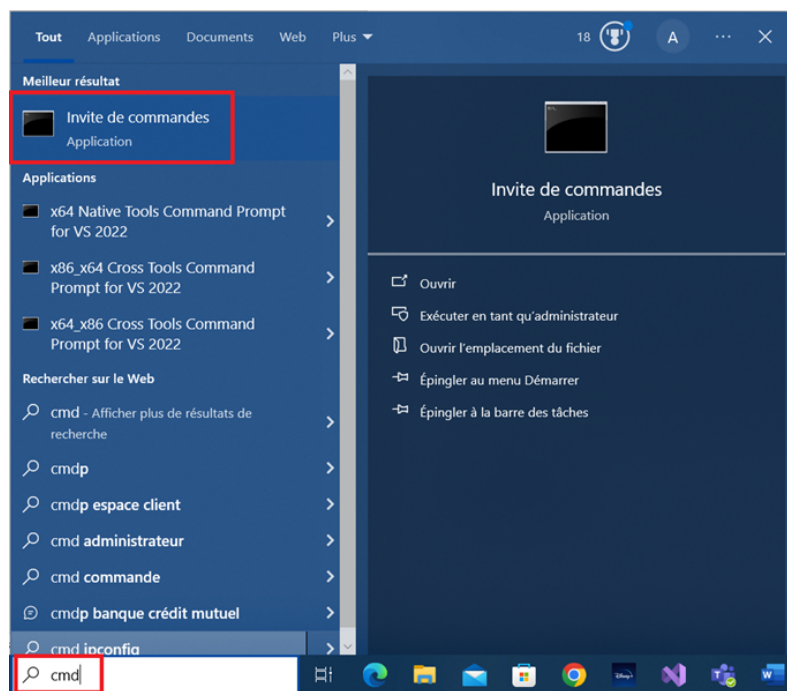 Tout Applications Documents Web Plus
18 A ...
Meilleur résultat
Invite de commandes
Application
Applications
x64 Native Tools Command Prompt
for VS 2022
x86_x64 Cross Tools Command
Prompt for VS 2022
x64_x86 Cross Tools Command
Prompt for VS 2022
Rechercher sur le Web
cmd - Afficher plus de résultats de
recherche
cmdp
cmdp espace client
cmd administrateur
cmd commande
cmdp banque crédit mutuel
cmd ipconfig
cmd
Invite de commandes
Application
Ouvrir
Exécuter en tant qu'administrateur
Ouvrir l'emplacement du fichier
Épingler au menu Démarrer
Épingler à la barre des tâches
Disney+
W